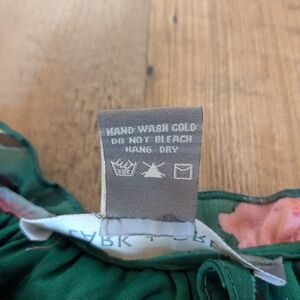 HAND WASH COLD
DO NOT BLEACH
HANG DRY